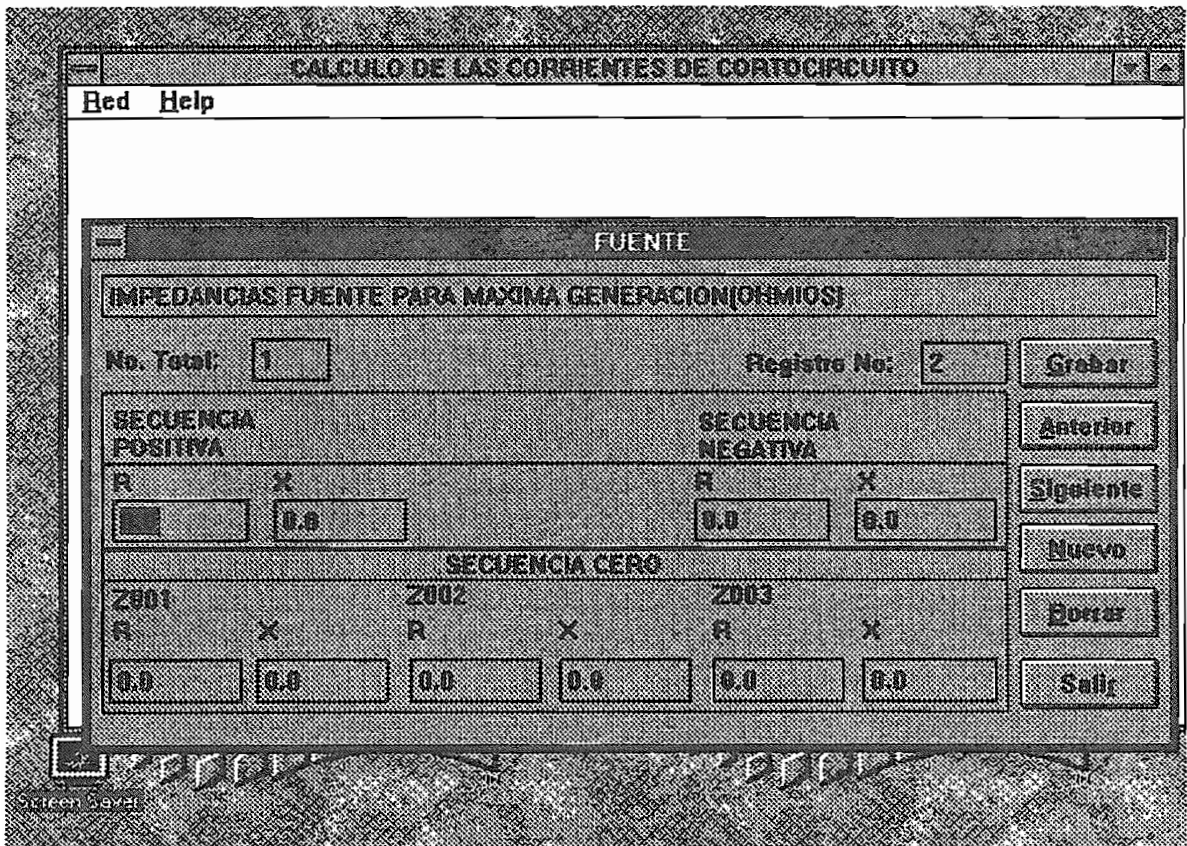 CALCULO DE LAS CORRIENTES DE CORTOCIRCUITO
Red Help
FUENTE
IMPEDANCIAS FUENTE PARA MAXIMA GENERACION(OHMIOS)
No. Total: 1 Registro No: 2 Grabar
SECUENCIA POSITIVA SECUENCIA NEGATIVA Anterior
R X R X Siguiente
0.0 0.0 0.0 Nuevo
SECUENCIA CERO
Z001 Z002 Z003 Borrar
R X R X R X
0.0 0.0 0.0 0.0 0.0 0.0 Salir
Screen Saver